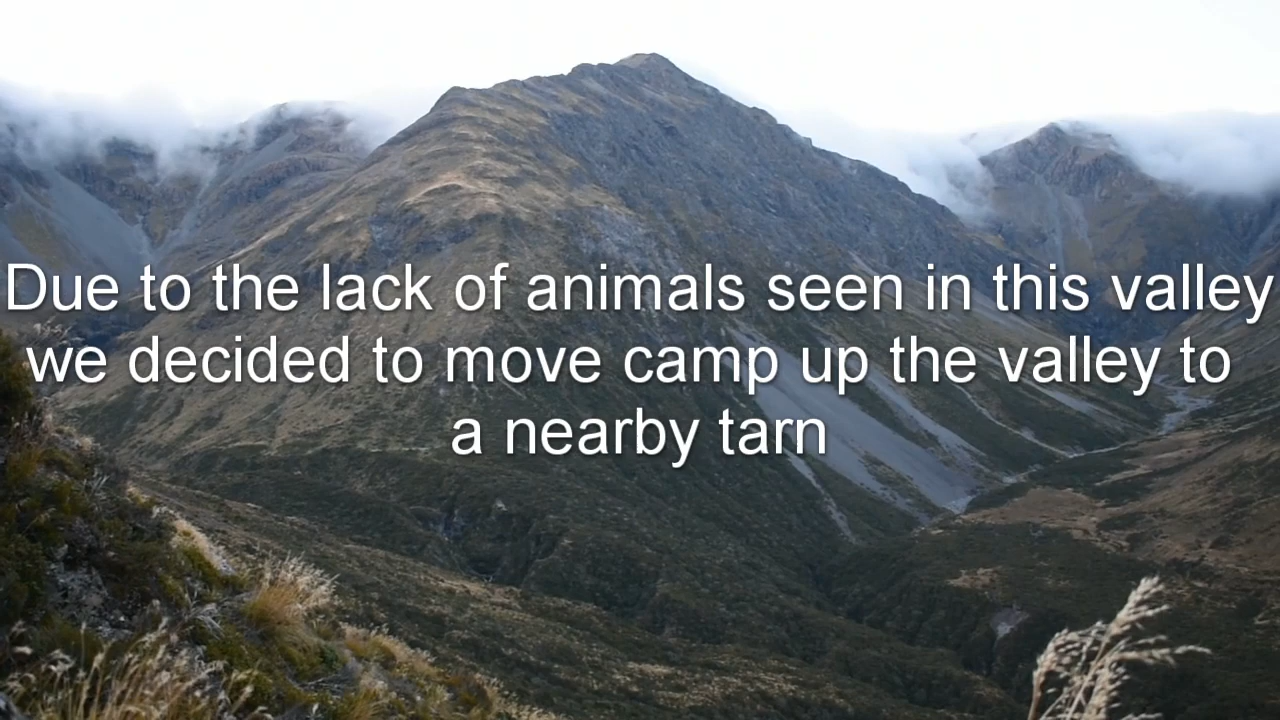 Due to the lack of animals seen in this valley
we decided to move camp up the valley to
a nearby tarn